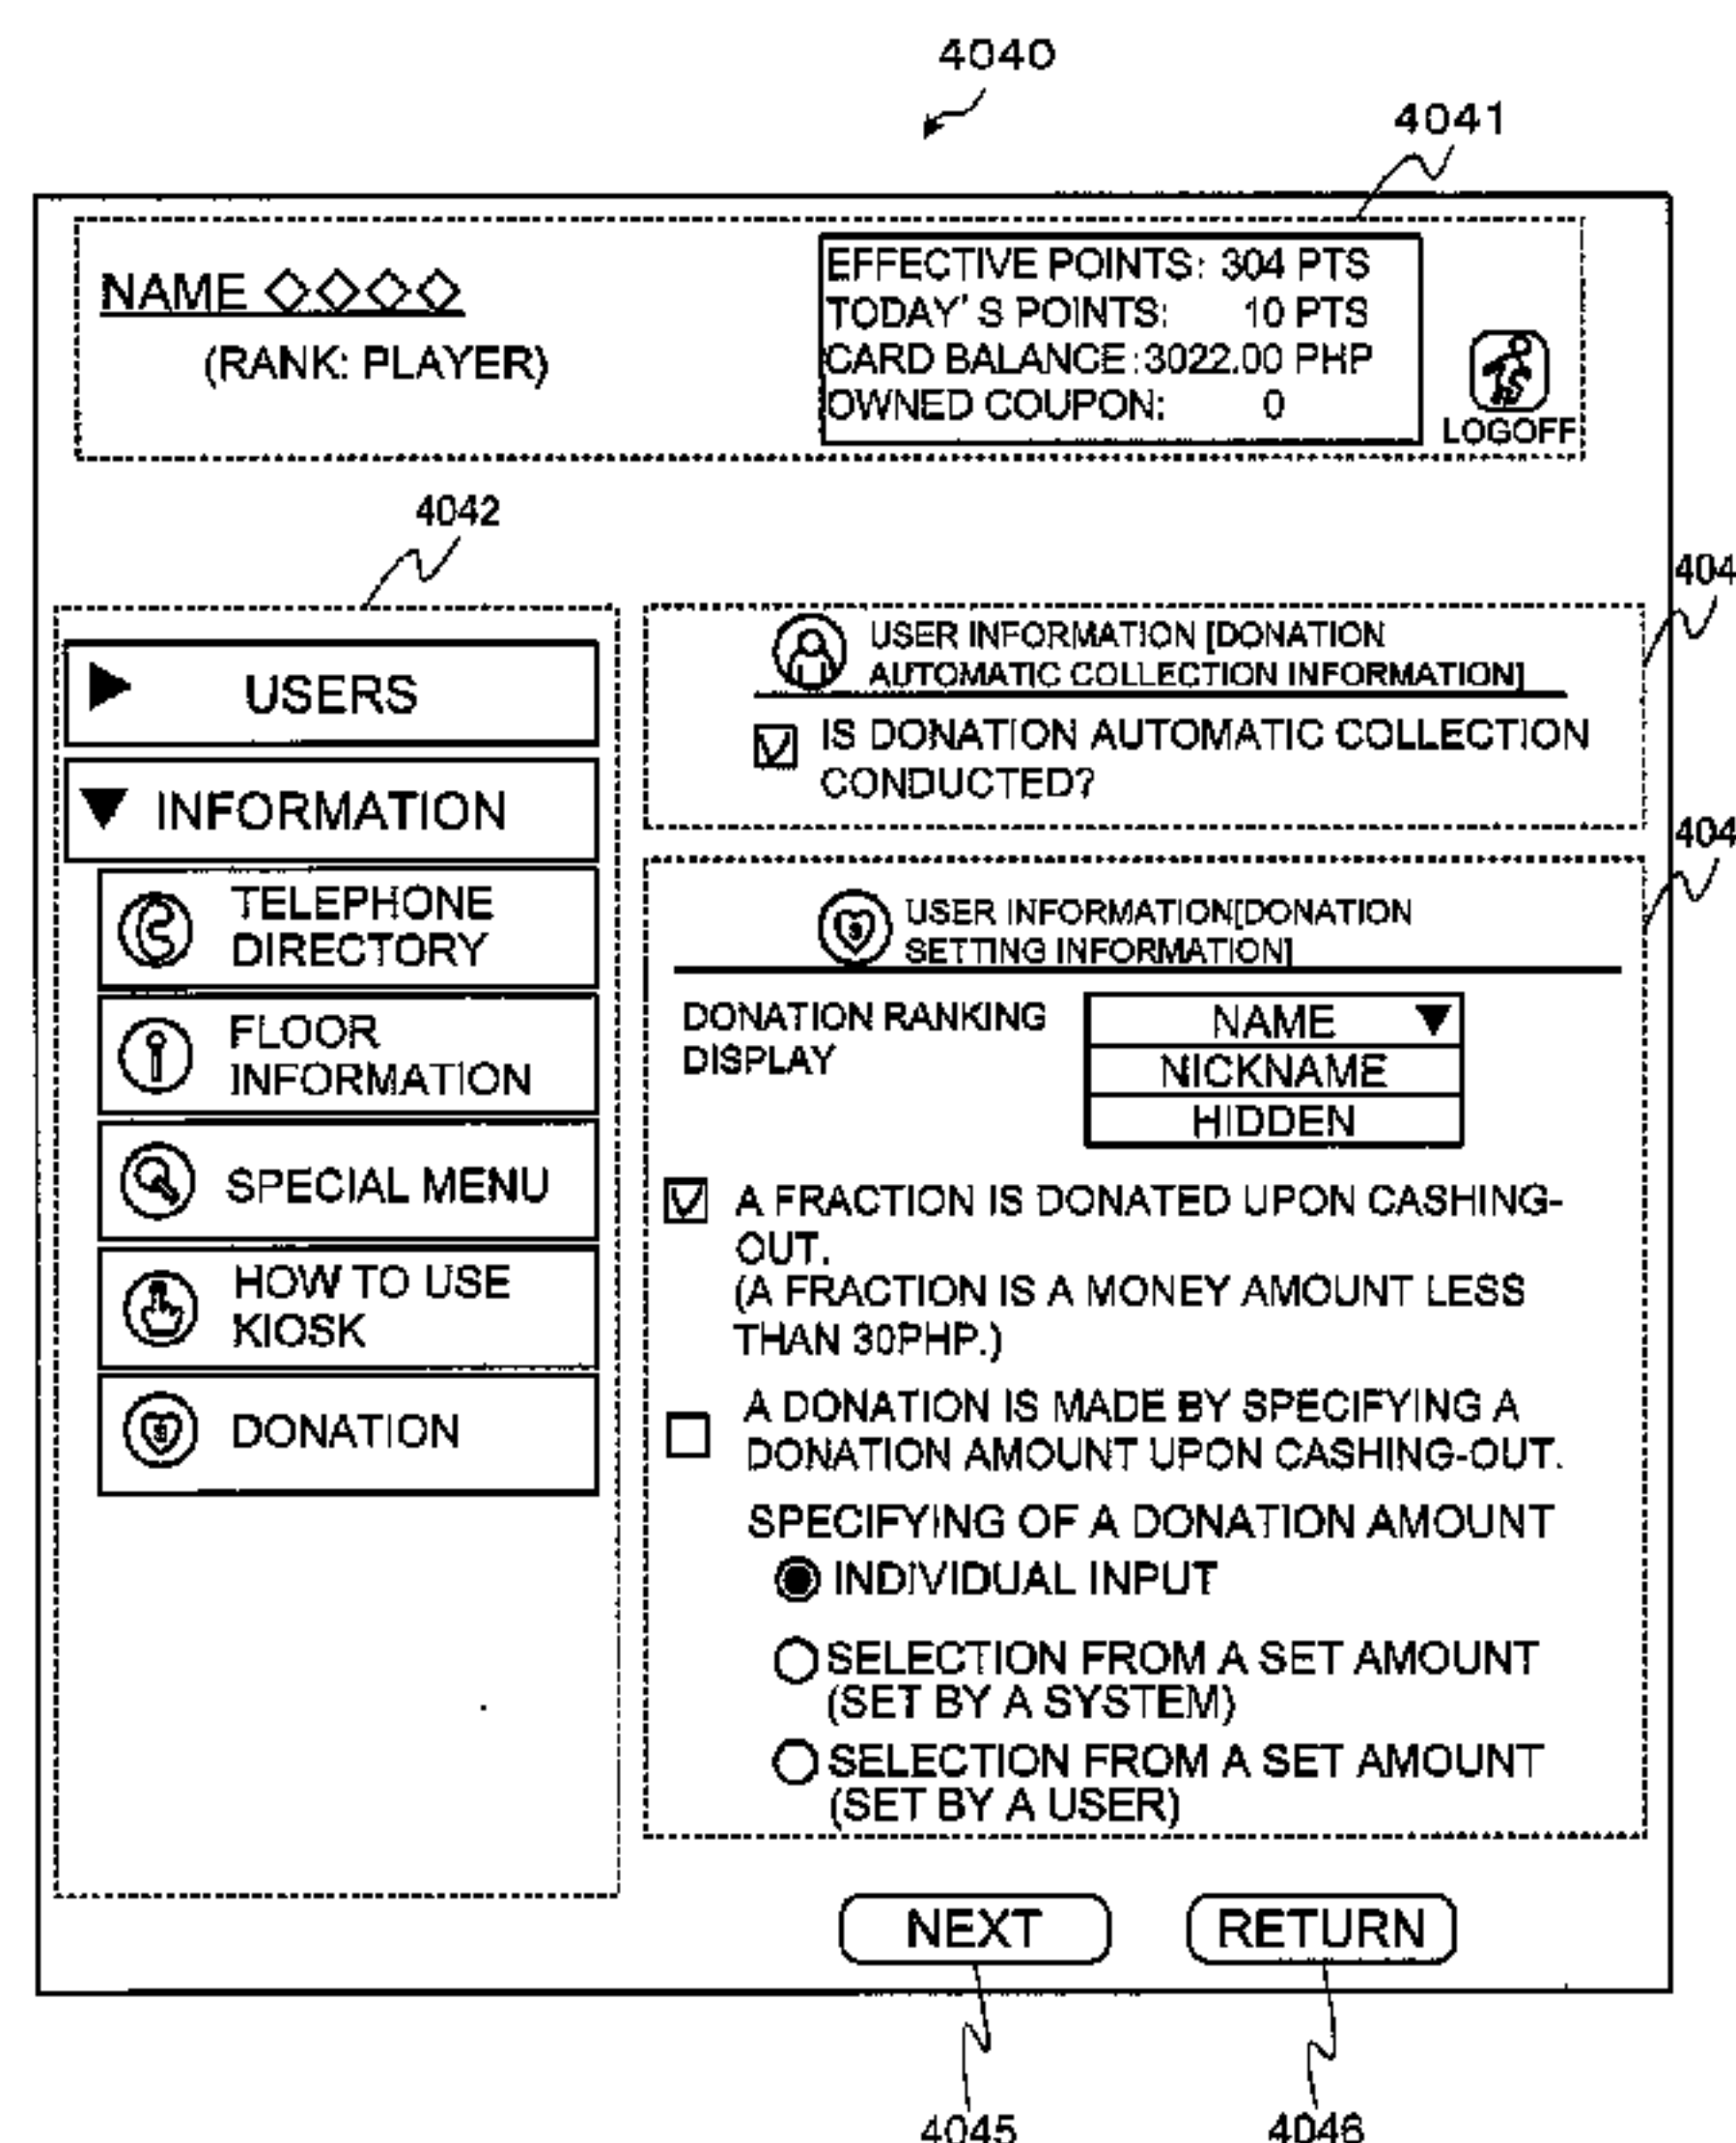 4040
4041
NAME ◇◇◇◇
(RANK: PLAYER)
EFFECTIVE POINTS: 304 PTS
TODAY'S POINTS: 10 PTS
CARD BALANCE:3022.00 PHP
OWNED COUPON: 0
LOGOFF
4042
USERS
INFORMATION
TELEPHONE
DIRECTORY
FLOOR
INFORMATION
SPECIAL MENU
HOW TO USE
KIOSK
DONATION
404
USER INFORMATION [DONATION
AUTOMATIC COLLECTION INFORMATION]
IS DONATION AUTOMATIC COLLECTION
CONDUCTED?
404
USER INFORMATION[DONATION
SETTING INFORMATION]
DONATION RANKING
DISPLAY
NAME
NICKNAME
HIDDEN
A FRACTION IS DONATED UPON CASHING-
OUT.
(A FRACTION IS A MONEY AMOUNT LESS
THAN 30PHP.)
A DONATION IS MADE BY SPECIFYING A
DONATION AMOUNT UPON CASHING-OUT.
SPECIFYING OF A DONATION AMOUNT
INDIVIDUAL INPUT
SELECTION FROM A SET AMOUNT
(SET BY A SYSTEM)
SELECTION FROM A SET AMOUNT
(SET BY A USER)
NEXT
RETURN
4045
4046